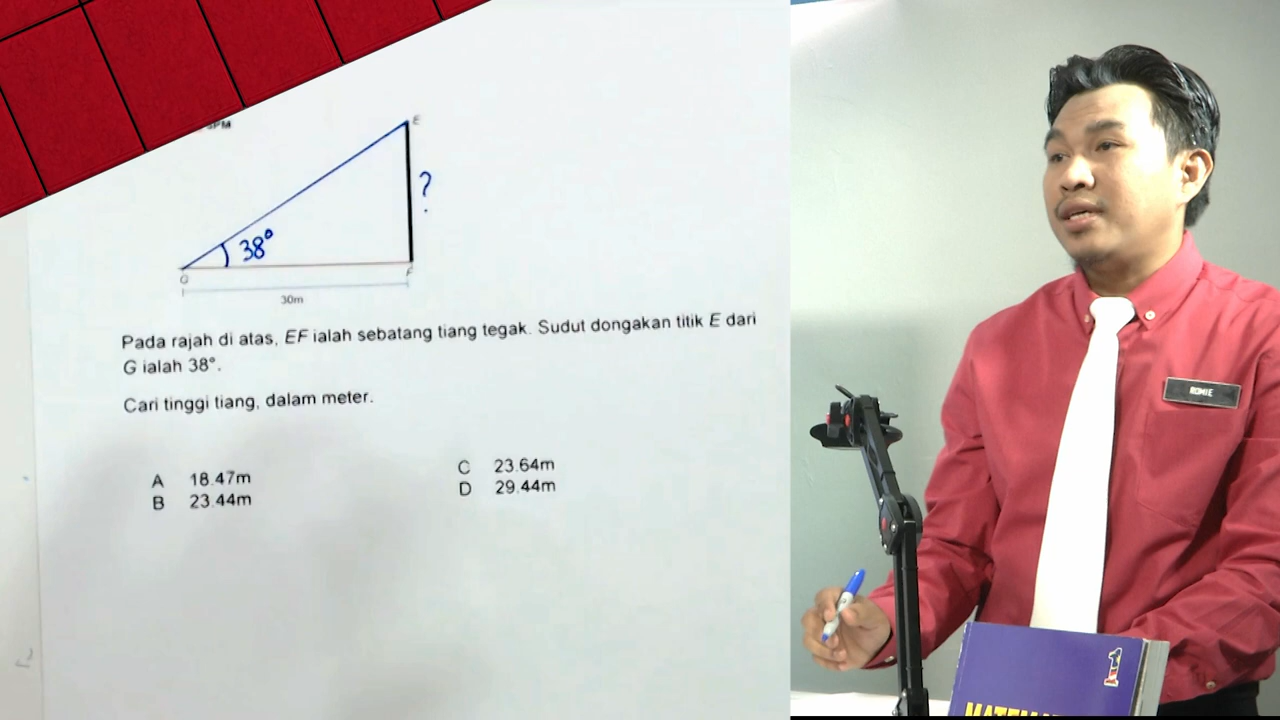 E
?
38°
G
F
30m
Pada rajah di atas, EF ialah sebatang tiang tegak. Sudut dongakan titik E dari
G ialah 38°.
Cari tinggi tiang, dalam meter.
A 18.47m
B 23.44m
C 23.64m
D 29.44m
ROMIE
1